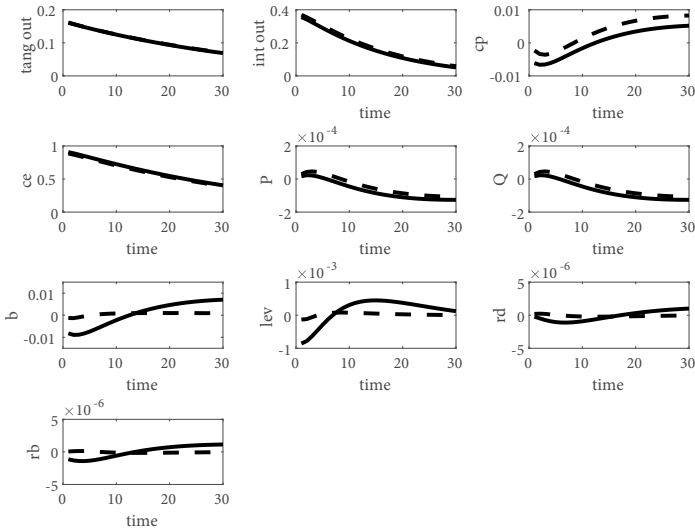 tang out
0.2
0.1
0
0 10 20 30
time
int out
0.4
0.2
0
0 10 20 30
time
cp
0.01
0
-0.01
0 10 20 30
time
ce
1
0.5
0
0 10 20 30
time
P
×10⁻⁴
2
0
-2
0 10 20 30
time
Q
×10⁻⁴
2
0
-2
0 10 20 30
time
b
0.01
0
-0.01
0 10 20 30
time
lev
×10⁻³
1
0
-1
0 10 20 30
time
rd
×10⁻⁶
5
0
-5
0 10 20 30
time
rb
×10⁻⁶
5
0
-5
0 10 20 30
time